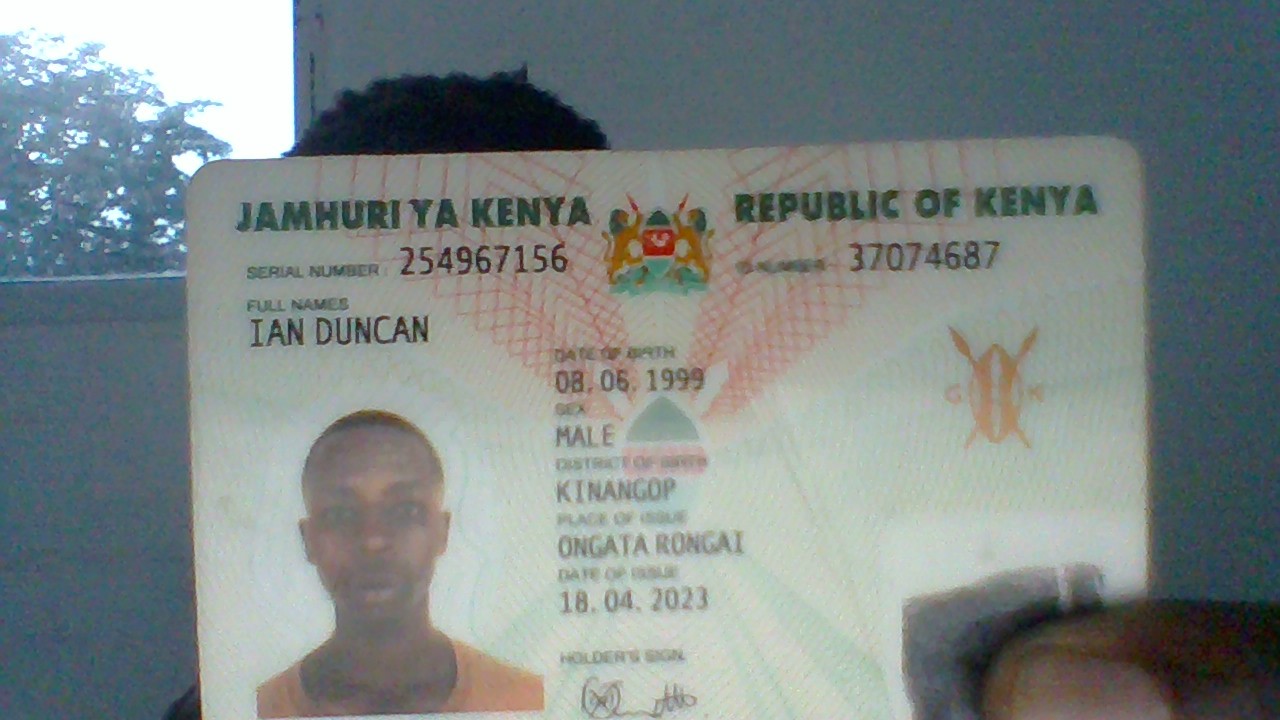 JAMHURI YA KENYA
REPUBLIC OF KENYA
SERIAL NUMBER: 254967156
ID NUMBER: 37074687
FULL NAMES
IAN DUNCAN
DATE OF BIRTH
08. 06. 1999
SEX
MALE
DISTRICT OF BIRTH
KINANGOP
PLACE OF ISSUE
ONGATA RONGAI
DATE OF ISSUE
18. 04. 2023
HOLDER'S SIGN.
G K